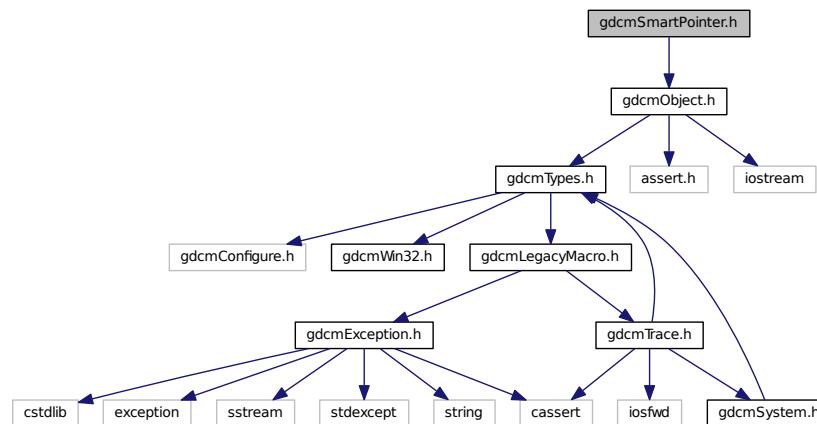 gdcmSmartPointer.h
gdcmObject.h
gdcmTypes.h
assert.h
iostream
gdcmConfigure.h
gdcmWin32.h
gdcmLegacyMacro.h
gdcmException.h
gdcmTrace.h
cstdlib
exception
sstream
stdexcept
string
cassert
iosfwd
gdcmSystem.h